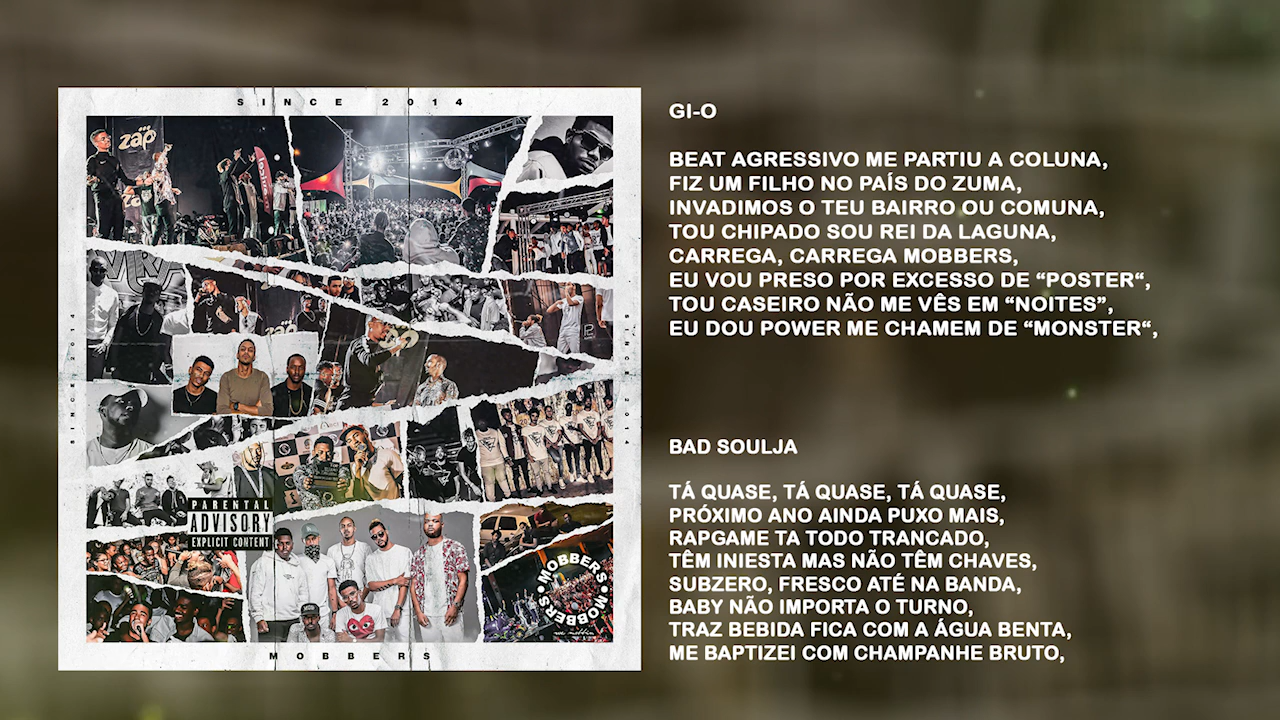 SINCE 2014
zap
SINCE 2014
SINCE 2014
PARENTAL
ADVISORY
EXPLICIT CONTENT
MOBBERS • MOBBERS •
MOBBERS
GI-O
BEAT AGRESSIVO ME PARTIU A COLUNA,
FIZ UM FILHO NO PAÍS DO ZUMA,
INVADIMOS O TEU BAIRRO OU COMUNA,
TOU CHIPADO SOU REI DA LAGUNA,
CARREGA, CARREGA MOBBERS,
EU VOU PRESO POR EXCESSO DE “POSTER“,
TOU CASEIRO NÃO ME VÊS EM “NOITES”,
EU DOU POWER ME CHAMEM DE “MONSTER“,
BAD SOULJA
TÁ QUASE, TÁ QUASE, TÁ QUASE,
PRÓXIMO ANO AINDA PUXO MAIS,
RAPGAME TA TODO TRANCADO,
TÊM INIESTA MAS NÃO TÊM CHAVES,
SUBZERO, FRESCO ATÉ NA BANDA,
BABY NÃO IMPORTA O TURNO,
TRAZ BEBIDA FICA COM A ÁGUA BENTA,
ME BAPTIZEI COM CHAMPANHE BRUTO,